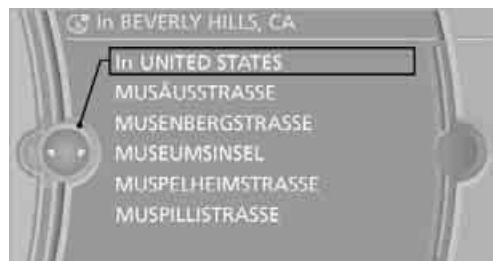 In BEVERLY HILLS, CA
In UNITED STATES
MUSÄUSSTRASSE
MUSENBERGSTRASSE
MUSEUMSINSEL
MUSPELHEIMSTRASSE
MUSPILLISTRASSE